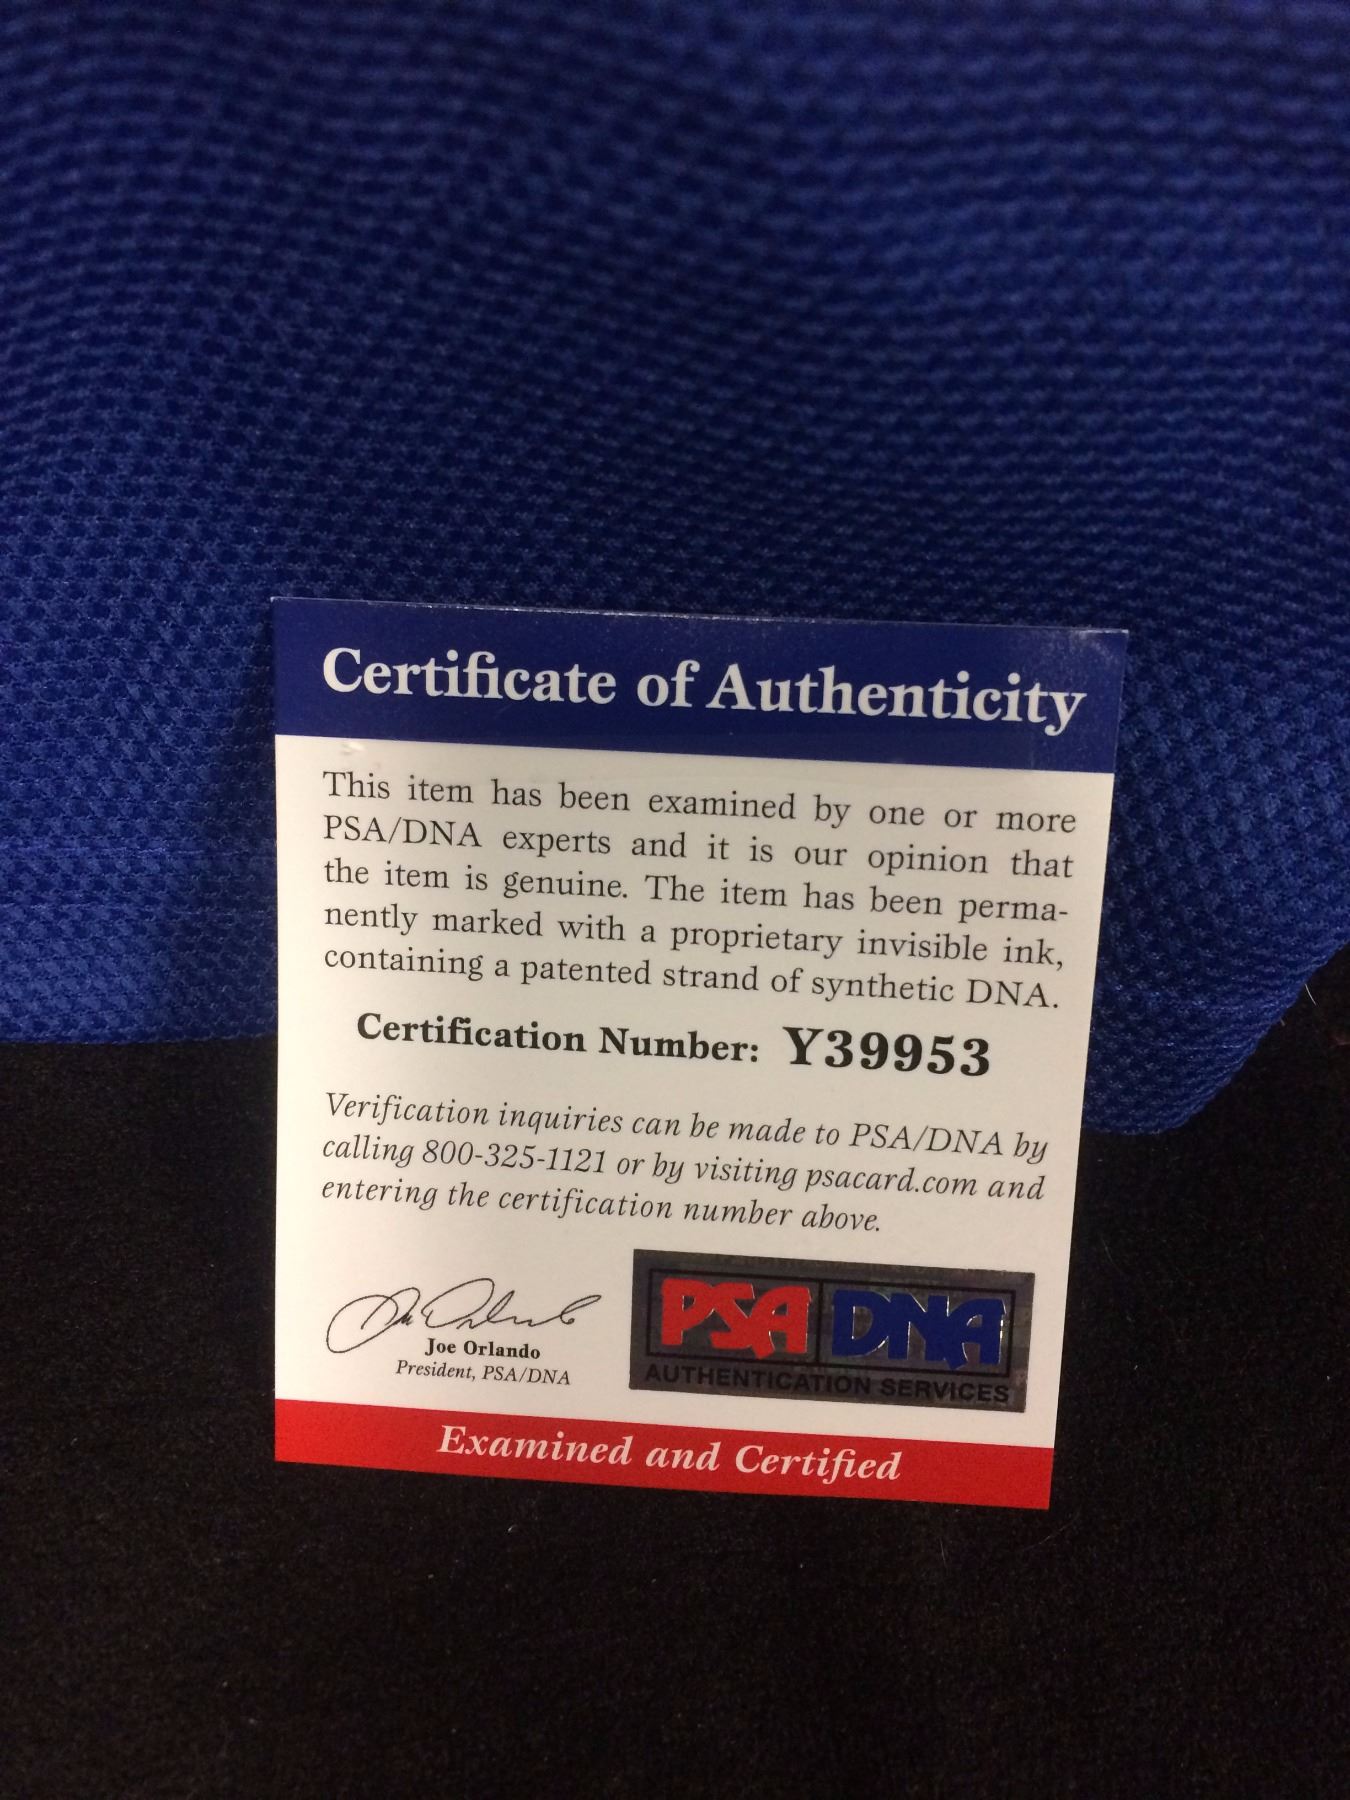 Certificate of Authenticity
This item has been examined by one or more
PSA/DNA experts and it is our opinion that
the item is genuine. The item has been perma-
nently marked with a proprietary invisible ink,
containing a patented strand of synthetic DNA.
Certification Number: Y39953
Verification inquiries can be made to PSA/DNA by
calling 800-325-1121 or by visiting psacard.com and
entering the certification number above.
Joe Orlando
President, PSA/DNA
PSA DNA
AUTHENTICATION SERVICES
Examined and Certified